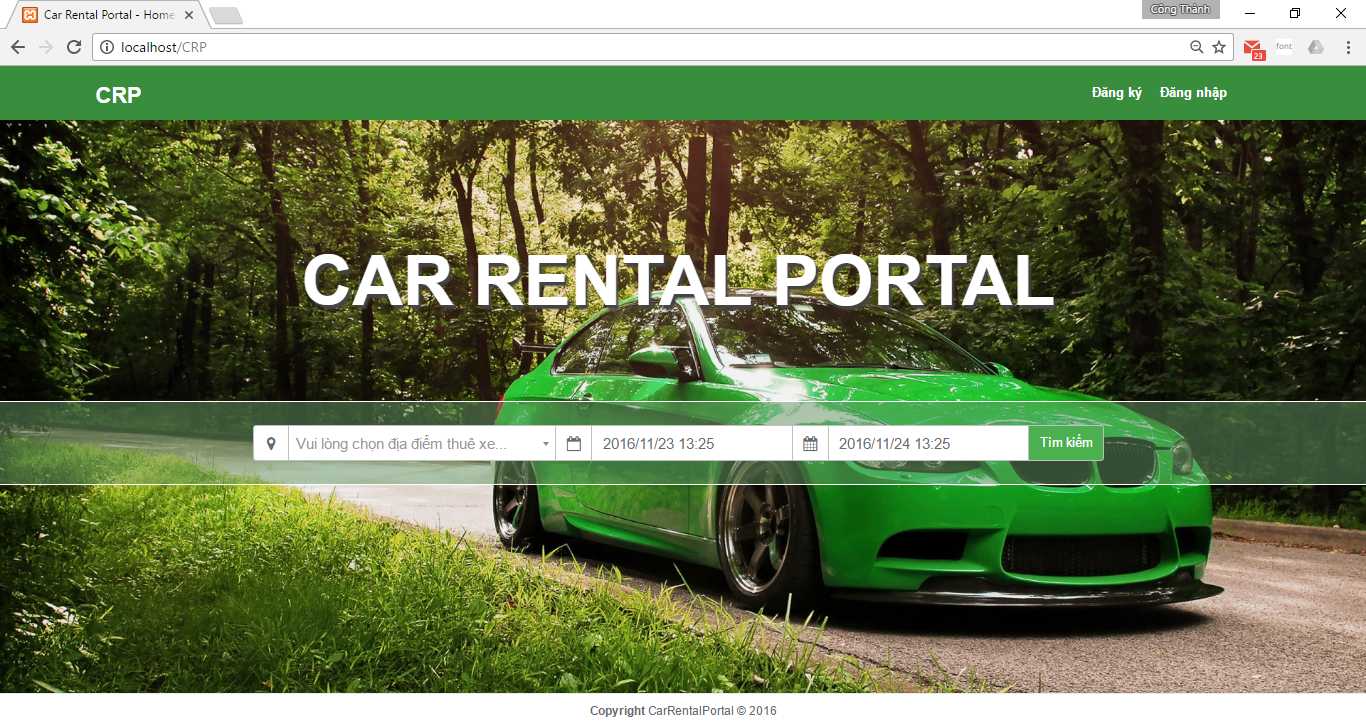 Car Rental Portal - Home
Công Thành
localhost/CRP
font
23
CRP
Đăng ký
Đăng nhập
CAR RENTAL PORTAL
Vui lòng chọn địa điểm thuê xe...
2016/11/23 13:25
2016/11/24 13:25
Tìm kiếm
Copyright CarRentalPortal © 2016